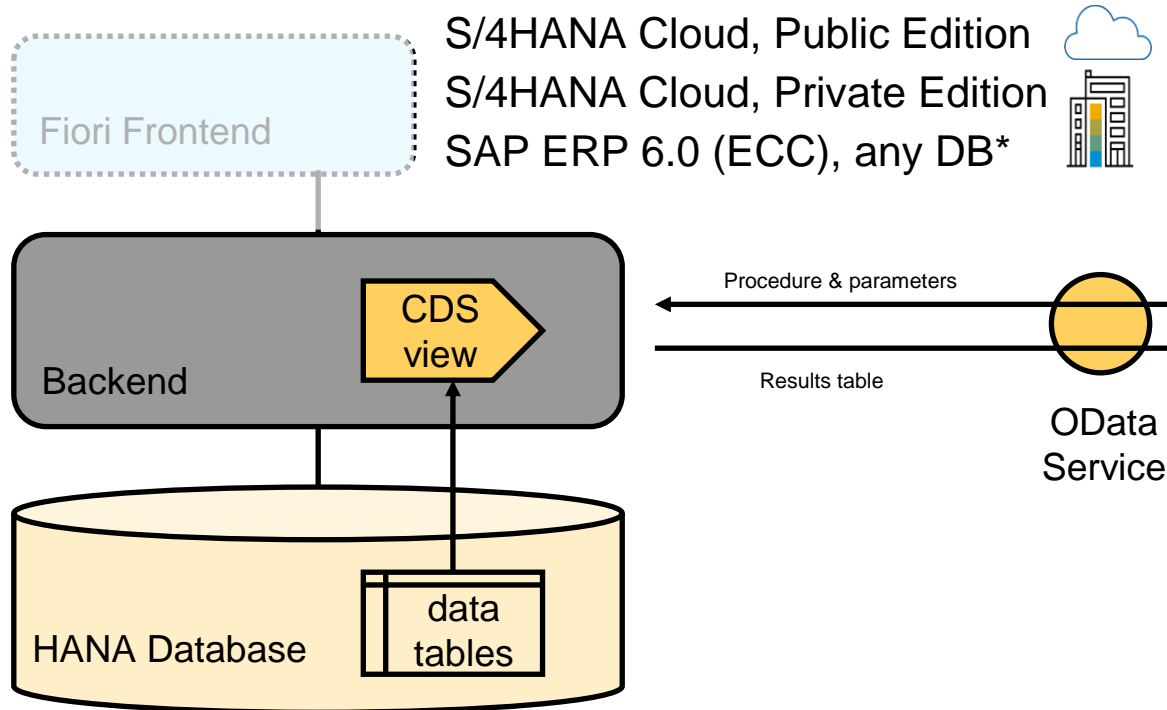 S/4HANA Cloud, Public Edition
S/4HANA Cloud, Private Edition
SAP ERP 6.0 (ECC), any DB*
Fiori Frontend
CDS
view
Backend
Procedure & parameters
Results table
OData
Service
data
tables
HANA Database